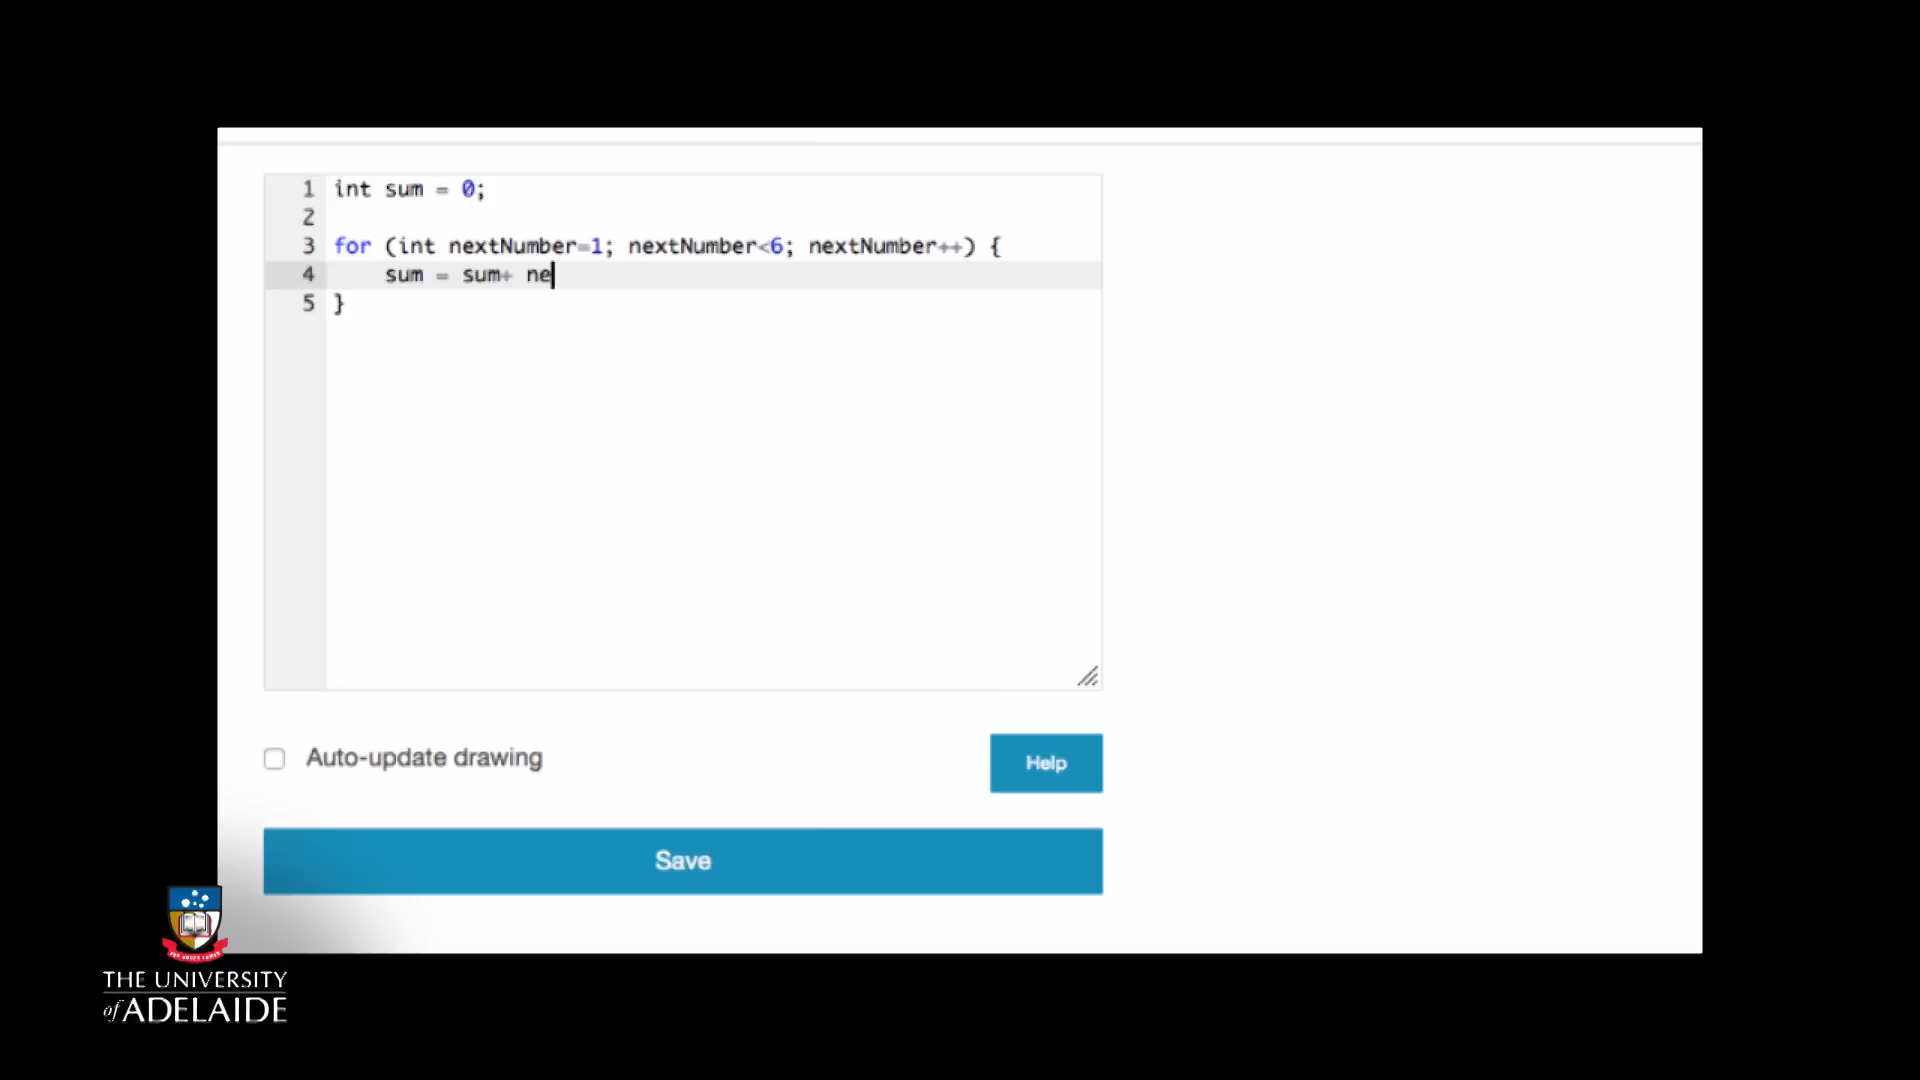 1 int sum = 0;
2
3 for (int nextNumber=1; nextNumber<6; nextNumber++) {
4 sum = sum+ ne
5 }
Auto-update drawing
Help
Save
THE UNIVERSITY
of ADELAIDE